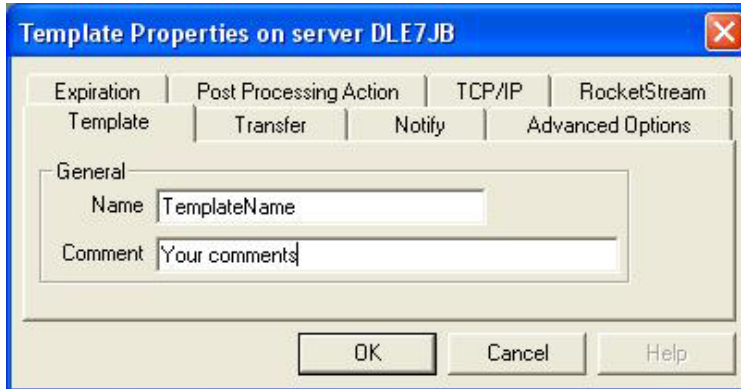 Template Properties on server DLE7JB
Expiration Post Processing Action TCP/IP RocketStream
Template Transfer Notify Advanced Options
General
Name TemplateName
Comment Your comments
OK Cancel Help